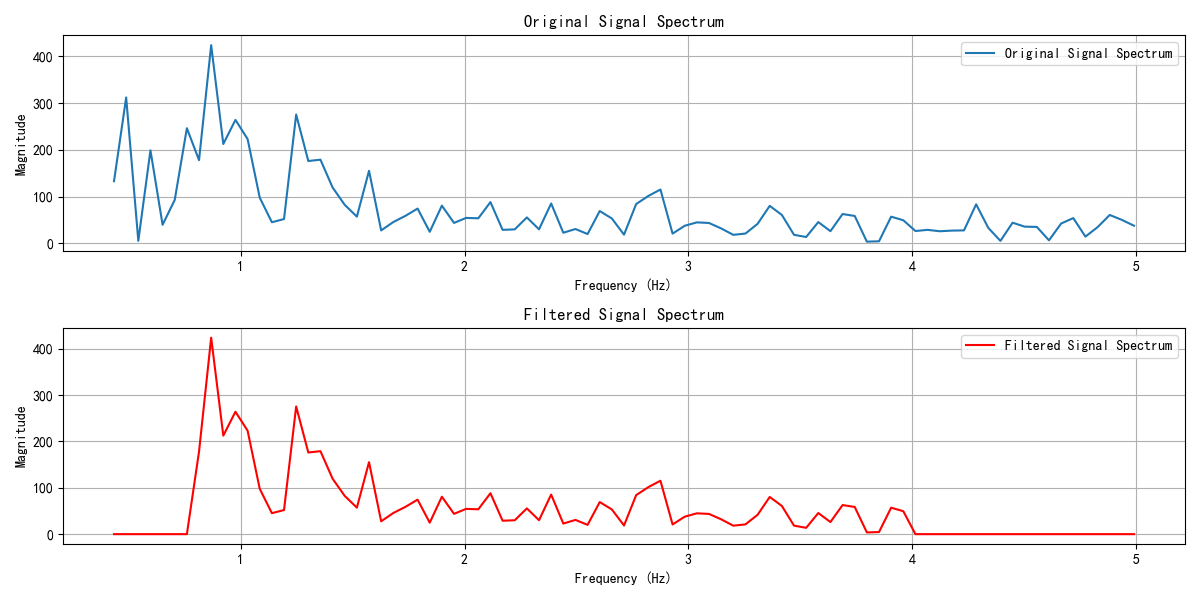 Original Signal Spectrum
400
300
200
100
0
Magnitude
Original Signal Spectrum
1 2 3 4 5
Frequency (Hz)
Filtered Signal Spectrum
400
300
200
100
0
Magnitude
Filtered Signal Spectrum
1 2 3 4 5
Frequency (Hz)